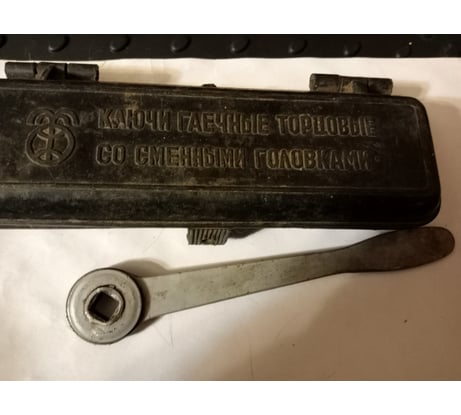 КЛЮЧИ ГАЕЧНЫЕ ТОРЦОВЫЕ
СО СМЕННЫМИ ГОЛОВКАМИ